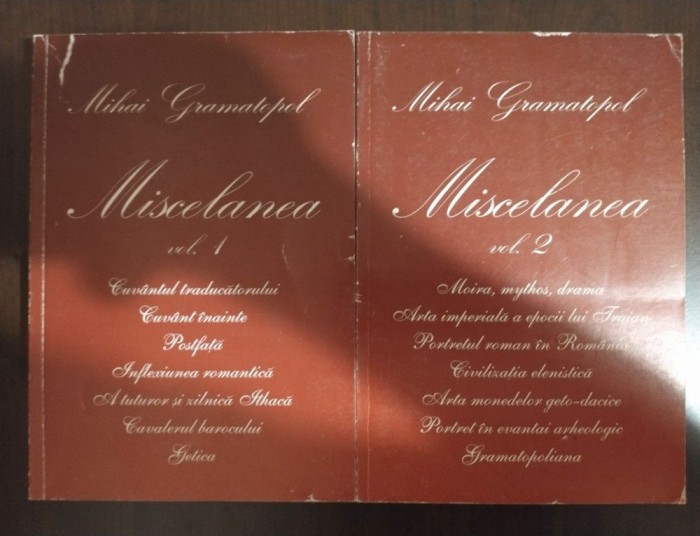 Mihai Gramatopol
Miscelanea
vol. 1
Cuvântul traducătorului
Cuvânt înainte
Postfață
Inflexiunea romantică
A tuturor și zilnică Ithacă
Cavalerul barocului
Getica
Mihai Gramatopol
Miscelanea
vol. 2
Moira, mythos, drama
Arta imperială a epocii lui Traian
Portretul roman în România
Civilizația elenistică
Arta monedelor geto-dacice
Portret în evantai arheologic
Gramatopoliana